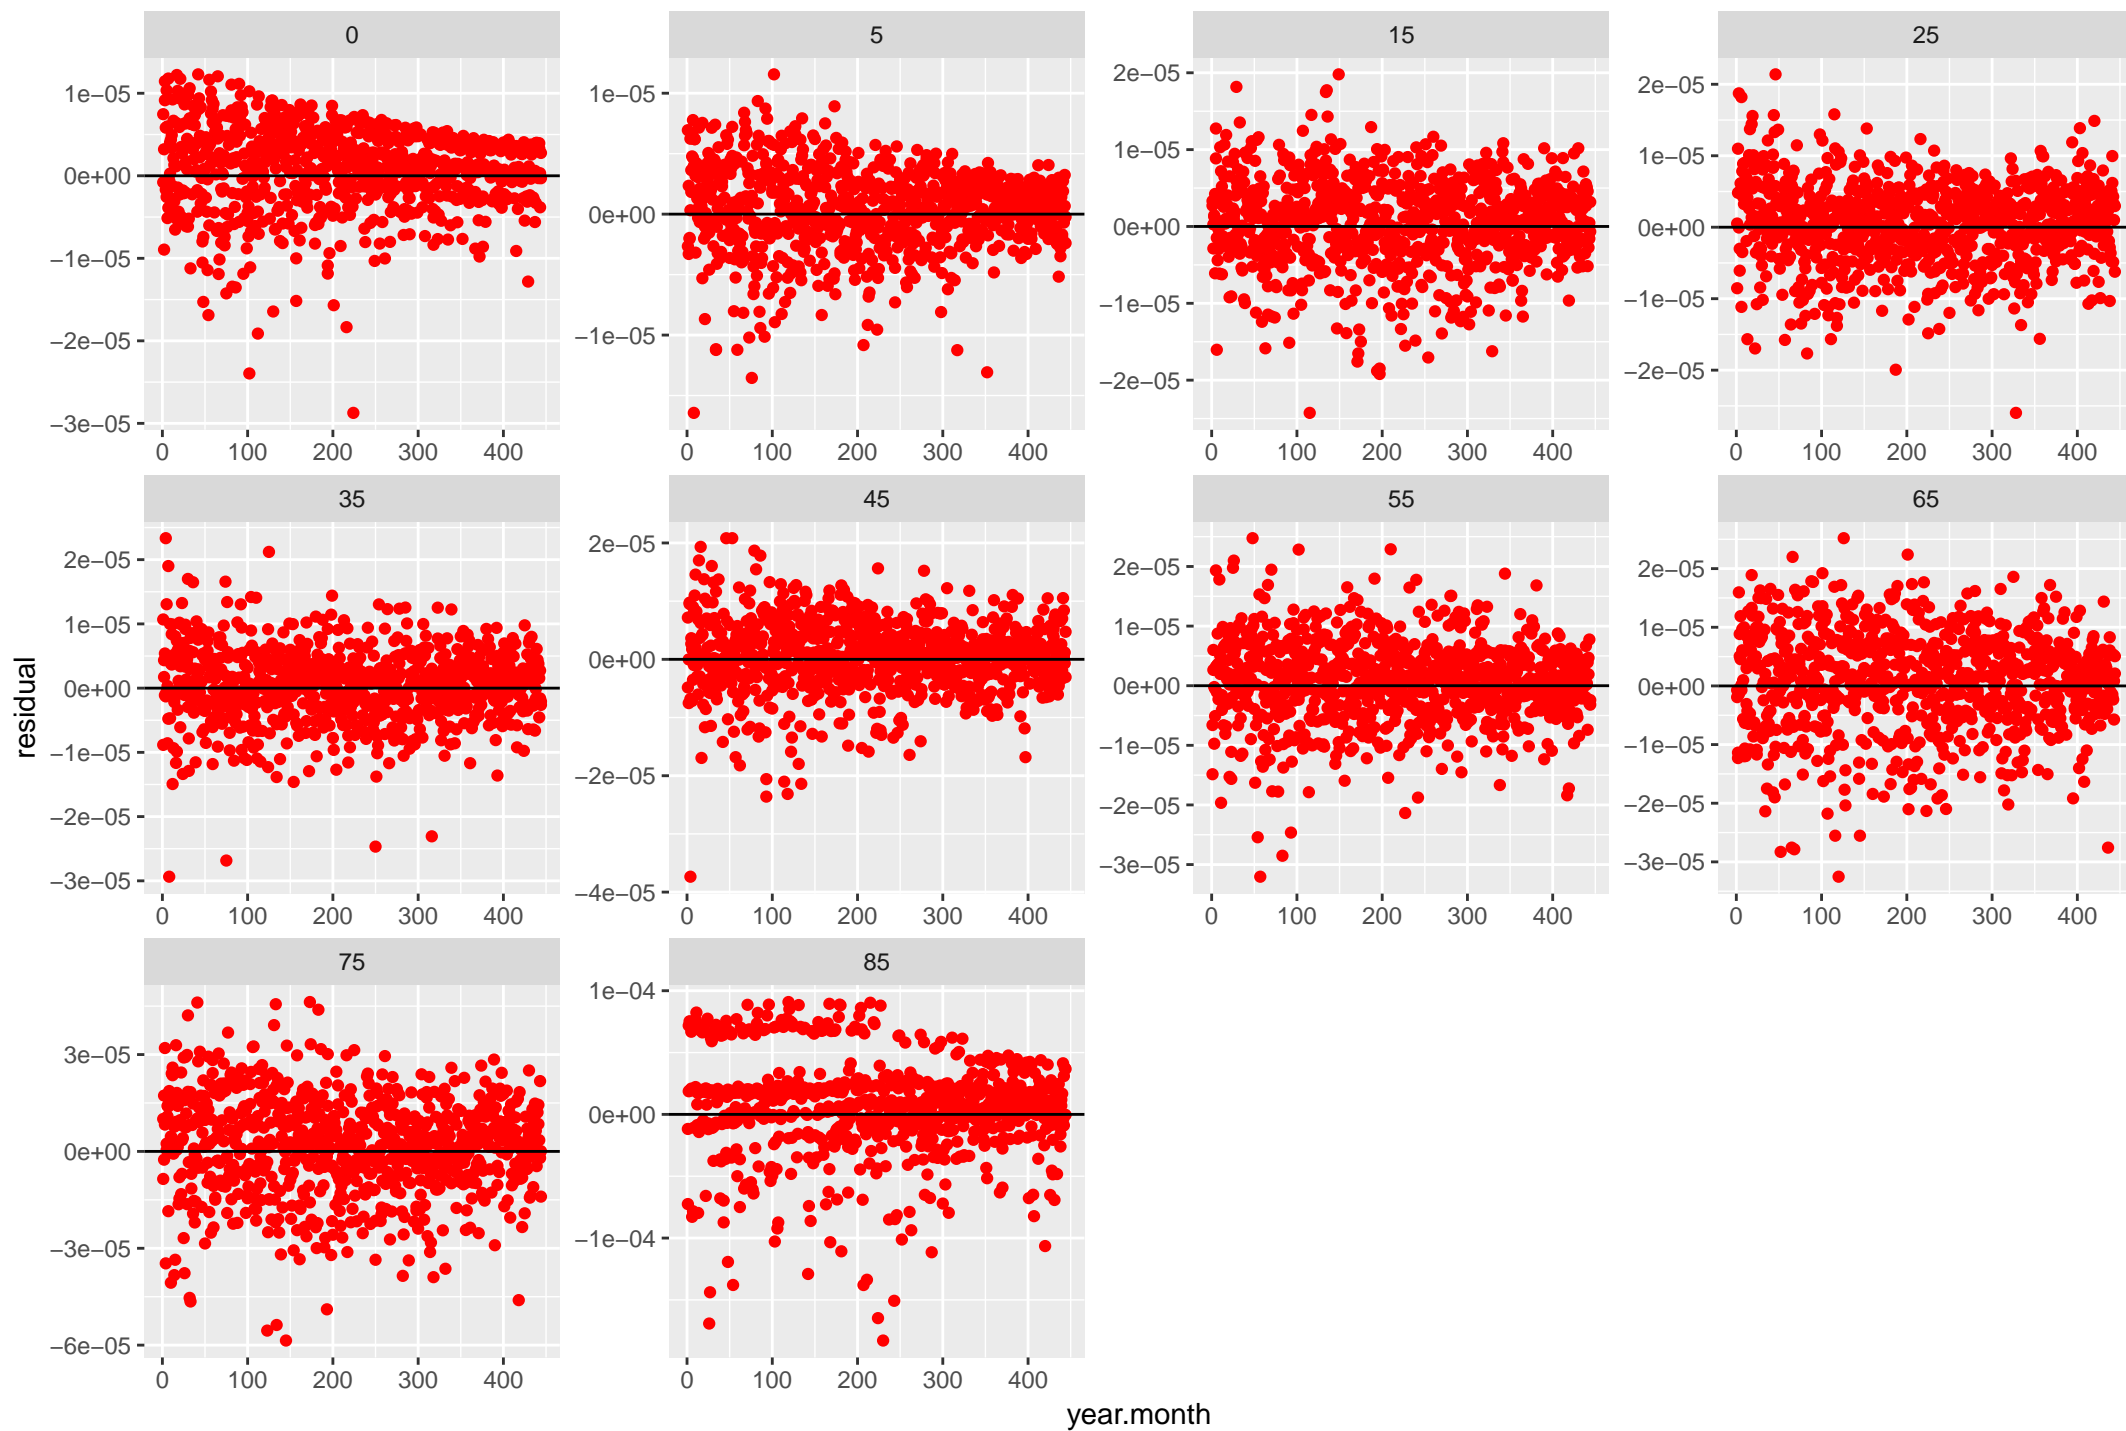 0 5 15 25
1e−05 1e−05 2e−05 2e−05
0e+00 0e+00 1e−05 1e−05
−1e−05 −1e−05 0e+00 0e+00
−2e−05 −1e−05 −1e−05
−3e−05 −2e−05 −2e−05
0 100 200 300 400 0 100 200 300 400 0 100 200 300 400 0 100 200 300 400
35 45 55 65
2e−05 2e−05 2e−05 2e−05
1e−05 0e+00 1e−05 1e−05
0e+00 −2e−05 0e+00 0e+00
−1e−05 −4e−05 −1e−05 −1e−05
−2e−05 −2e−05 −2e−05
−3e−05 −3e−05 −3e−05
0 100 200 300 400 0 100 200 300 400 0 100 200 300 400 0 100 200 300 400
residual
75 85
3e−05 1e−04
0e+00 0e+00
−3e−05 −1e−04
−6e−05
0 100 200 300 400 0 100 200 300 400
year.month